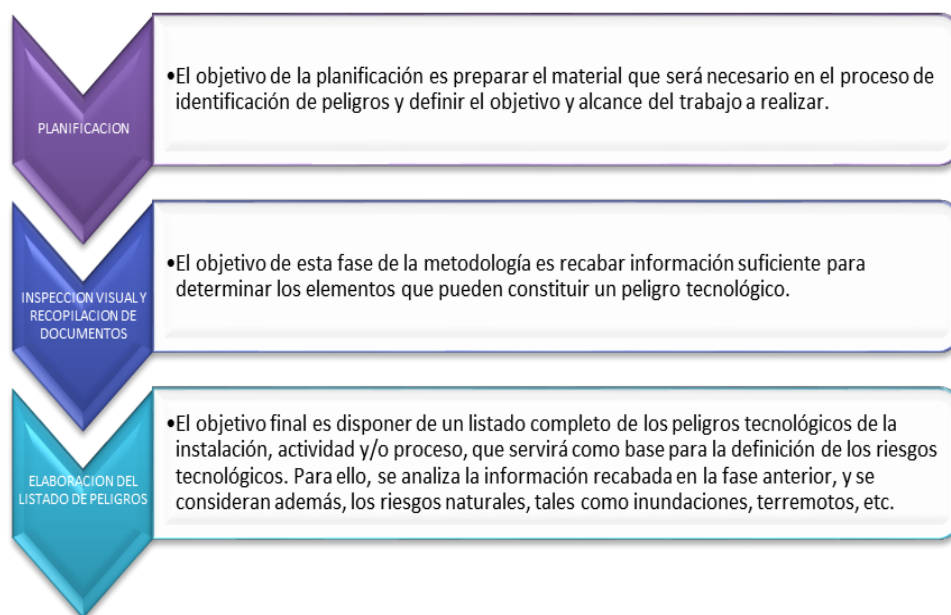 PLANIFICACION
•El objetivo de la planificación es preparar el material que será necesario en el proceso de
identificación de peligros y definir el objetivo y alcance del trabajo a realizar.
INSPECCION VISUAL Y
RECOPILACION DE
DOCUMENTOS
•El objetivo de esta fase de la metodología es recabar información suficiente para
determinar los elementos que pueden constituir un peligro tecnológico.
ELABORACION DEL
LISTADO DE PELIGROS
•El objetivo final es disponer de un listado completo de los peligros tecnológicos de la
instalación, actividad y/o proceso, que servirá como base para la definición de los riesgos
tecnológicos. Para ello, se analiza la información recabada en la fase anterior, y se
consideran además, los riesgos naturales, tales como inundaciones, terremotos, etc.